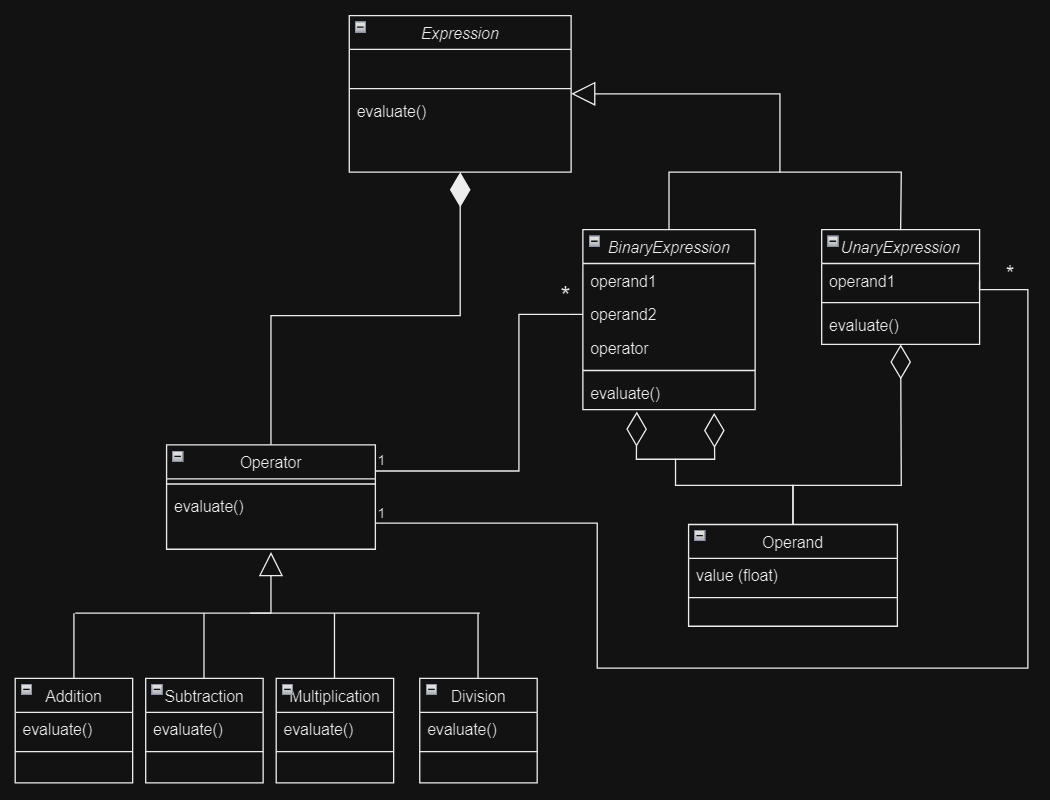 Expression
evaluate()
BinaryExpression
operand1
operand2
operator
evaluate()
UnaryExpression
operand1
evaluate()
*
*
Operator
evaluate()
1
1
Operand
value (float)
Addition
evaluate()
Subtraction
evaluate()
Multiplication
evaluate()
Division
evaluate()